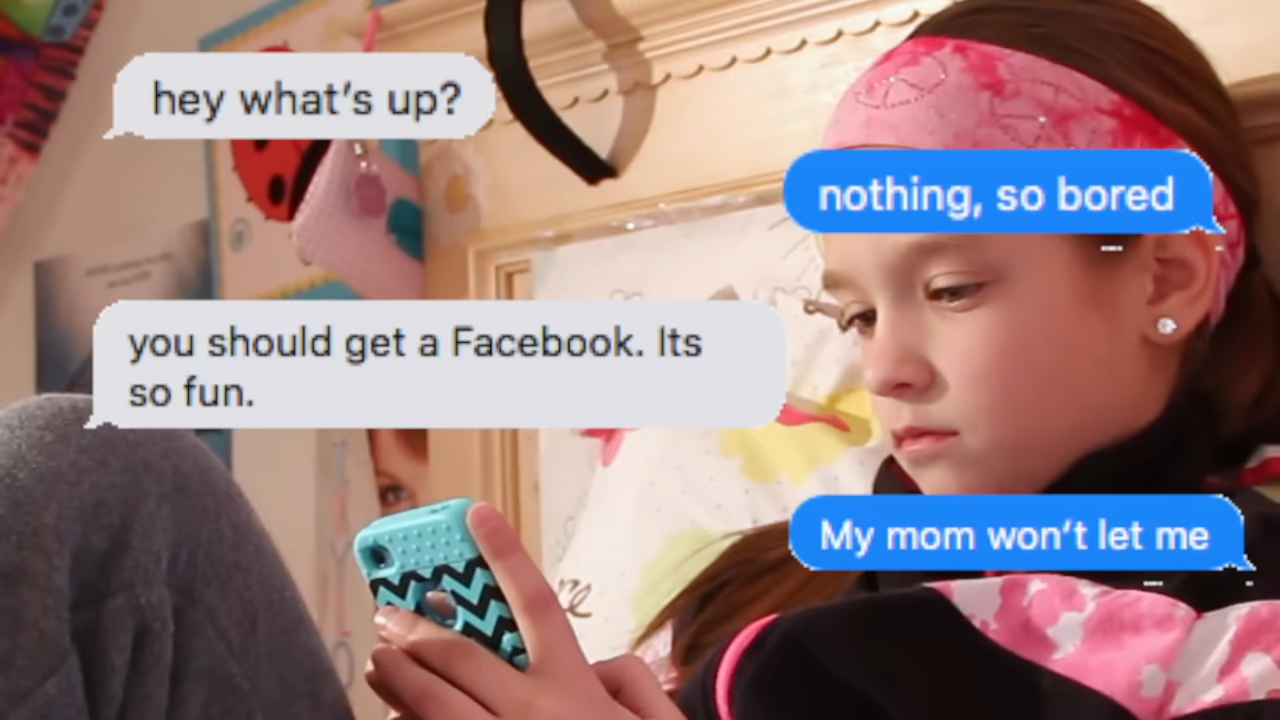 hey what's up?
nothing, so bored
you should get a Facebook. Its
so fun.
My mom won't let me